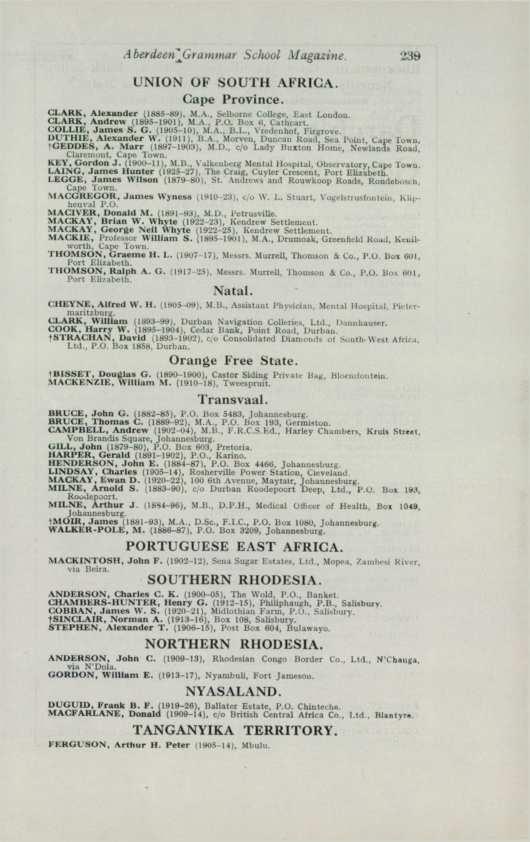 Aberdeen Grammar School Magazine. 239
UNION OF SOUTH AFRICA.
Cape Province.
CLARK, Alexander (1885-89), M.A., Selborne College, East London.
CLARK, Andrew (1895-1901), M.A., P.O. Box 6, Cathcart.
COLLIE, James S. G. (1905-10), M.A., B.L., Vredenhof, Firgrove.
DUTHIE, Alexander W. (1911), B.A., Morven, Duncan Road, Sea Point, Cape Town.
†GEDDES, A. Marr (1897-1903), M.D., c/o Lady Buxton Home, Newlands Road,
Claremont, Cape Town.
KEY, Gordon J. (1900-11), M.B., Valkenberg Mental Hospital, Observatory, Cape Town.
LAING, James Hunter (1925-27), The Craig, Cuyler Crescent, Port Elizabeth.
LEGGE, James Wilson (1879-80), St. Andrews and Rouwkoop Roads, Rondebosch,
Cape Town.
MACGREGOR, James Wyness (1910-23), c/o W. L. Stuart, Vogelstrusfontein, Klip-
heuval P.O.
MACIVER, Donald M. (1891-93), M.D., Petrusville.
MACKAY, Brian W. Whyte (1922-23), Kendrew Settlement.
MACKAY, George Neil Whyte (1922-25), Kendrew Settlement.
MACKIE, Professor William S. (1895-1901), M.A., Drumoak, Greenfield Road, Kenil-
worth, Cape Town.
THOMSON, Graeme H. L. (1907-17), Messrs. Murrell, Thomson & Co., P.O. Box 601,
Port Elizabeth.
THOMSON, Ralph A. G. (1917-25), Messrs. Murrell, Thomson & Co., P.O. Box 601,
Port Elizabeth.
Natal.
CHEYNE, Alfred W. H. (1905-09), M.B., Assistant Physician, Mental Hospital, Pieter-
maritzburg.
CLARK, William (1893-99), Durban Navigation Colleries, Ltd., Dannhauser.
COOK, Harry W. (1895-1904), Cedar Bank, Point Road, Durban.
†STRACHAN, David (1893-1902), c/o Consolidated Diamonds of South-West Africa,
Ltd., P.O. Box 1858, Durban.
Orange Free State.
†BISSET, Douglas G. (1890-1900), Castor Siding Private Bag, Bloemfontein.
MACKENZIE, William M. (1910-18), Tweespruit.
Transvaal.
BRUCE, John G. (1882-85), P.O. Box 5483, Johannesburg.
BRUCE, Thomas C. (1889-92), M.A., P.O. Box 193, Germiston.
CAMPBELL, Andrew (1902-04), M.B., F.R.C.S.Ed., Harley Chambers, Kruis Street,
Von Brandis Square, Johannesburg.
GILL, John (1879-80), P.O. Box 603, Pretoria.
HARPER, Gerald (1891-1902), P.O., Karino.
HENDERSON, John E. (1884-87), P.O. Box 4466, Johannesburg.
LINDSAY, Charles (1905-14), Rosherville Power Station, Cleveland.
MACKAY, Ewan D. (1920-22), 100 6th Avenue, Mayfair, Johannesburg.
MILNE, Arnold S. (1883-90), c/o Durban Roodepoort Deep, Ltd., P.O. Box 193,
Roodepoort.
MILNE, Arthur J. (1884-96), M.B., D.P.H., Medical Officer of Health, Box 1049,
Johannesburg.
†MOIR, James (1881-93), M.A., D.Sc., F.I.C., P.O. Box 1080, Johannesburg.
WALKER-POLE, M. (1886-87), P.O. Box 3209, Johannesburg.
PORTUGUESE EAST AFRICA.
MACKINTOSH, John F. (1902-12), Sena Sugar Estates, Ltd., Mopea, Zambesi River,
via Beira.
SOUTHERN RHODESIA.
ANDERSON, Charles C. K. (1900-05), The Wold, P.O., Banket.
CHAMBERS-HUNTER, Henry G. (1912-15), Philiphaugh, P.B., Salisbury.
COBBAN, James W. S. (1920-21), Midlothian Farm, P.O., Salisbury.
†SINCLAIR, Norman A. (1913-16), Box 108, Salisbury.
STEPHEN, Alexander T. (1906-15), Post Box 604, Bulawayo.
NORTHERN RHODESIA.
ANDERSON, John C. (1909-13), Rhodesian Congo Border Co., Ltd., N'Changa,
via N'Dola.
GORDON, William E. (1913-17), Nyambuli, Fort Jameson.
NYASALAND.
DUGUID, Frank B. F. (1919-26), Ballater Estate, P.O. Chinteche.
MACFARLANE, Donald (1909-14), c/o British Central Africa Co., Ltd., Blantyre.
TANGANYIKA TERRITORY.
FERGUSON, Arthur H. Peter (1905-14), Mbulu.